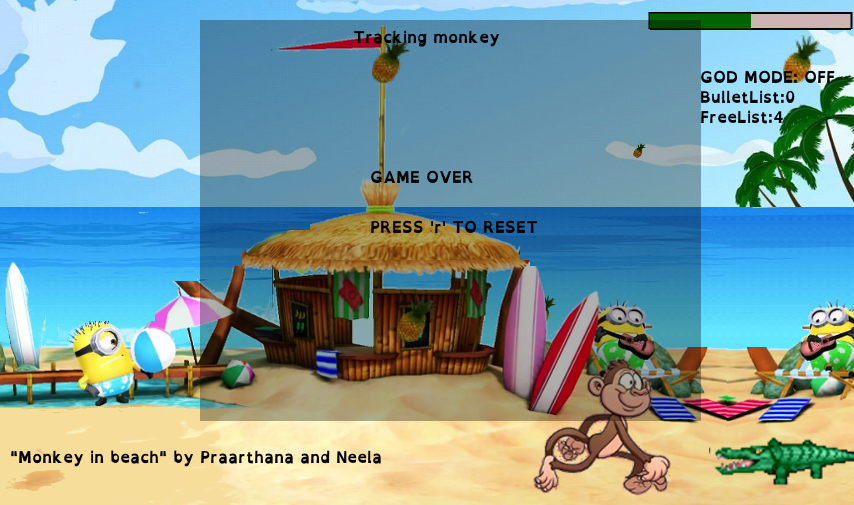 Tracking monkey
GOD MODE: OFF
BulletList:0
FreeList:4
GAME OVER
PRESS 'r' TO RESET
"Monkey in beach" by Praarthana and Neela